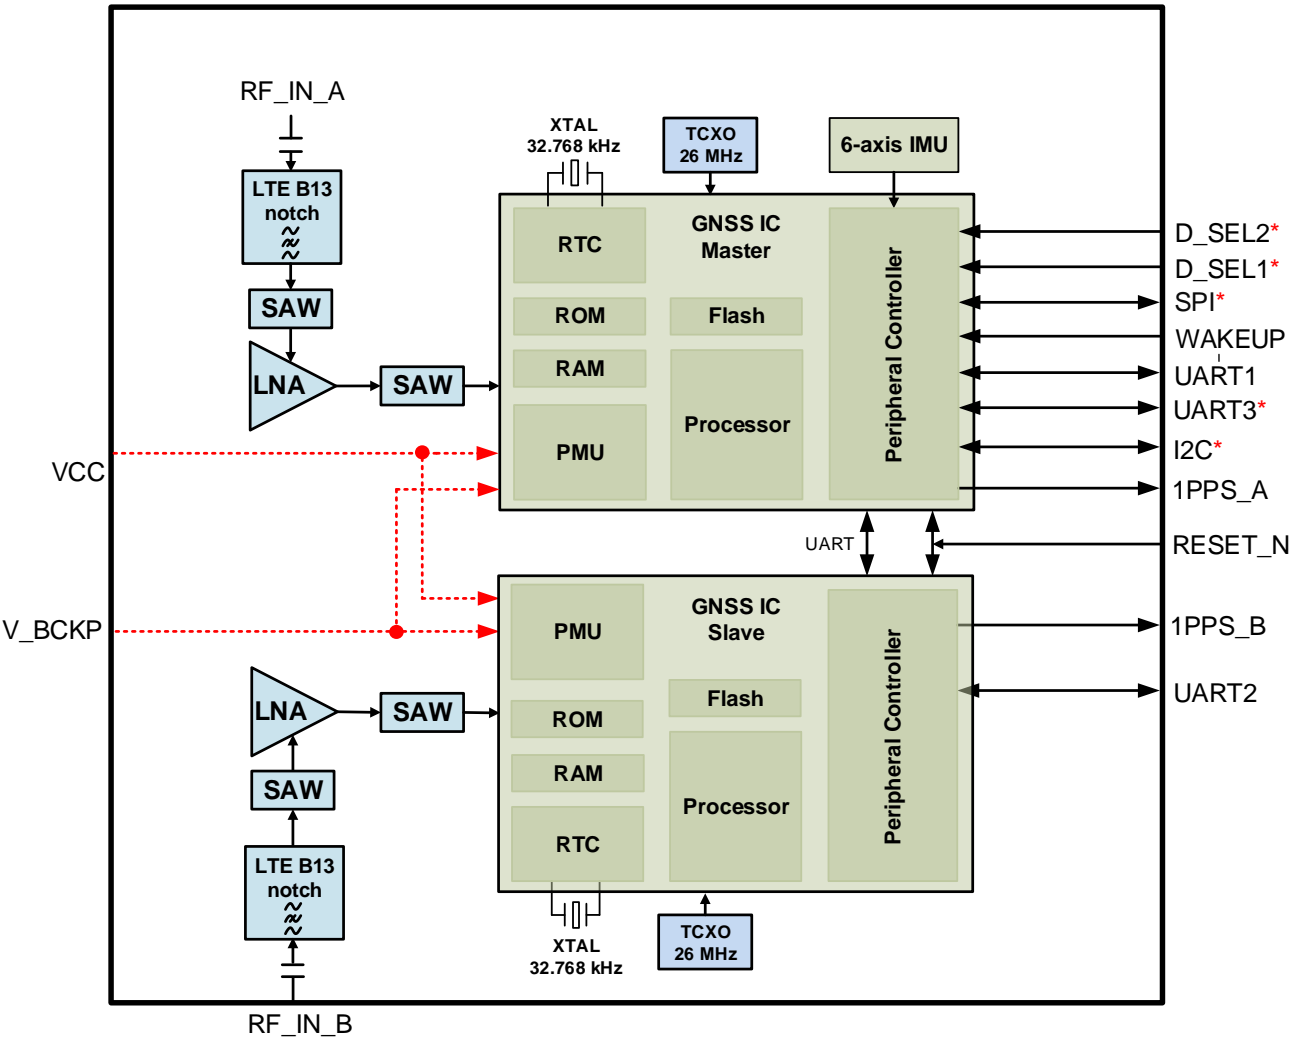 RF_IN_A
LTE B13
notch
SAW
LNA
SAW
XTAL
32.768 kHz
TCXO
26 MHz
6-axis IMU
GNSS IC
Master
RTC
ROM
RAM
PMU
Flash
Processor
Peripheral Controller
D_SEL2*
D_SEL1*
SPI*
WAKEUP
UART1
UART3*
I2C*
1PPS_A
VCC
UART
RESET_N
V_BCKP
GNSS IC
Slave
PMU
ROM
RAM
RTC
Flash
Processor
Peripheral Controller
1PPS_B
UART2
LNA
SAW
SAW
LTE B13
notch
XTAL
32.768 kHz
TCXO
26 MHz
RF_IN_B